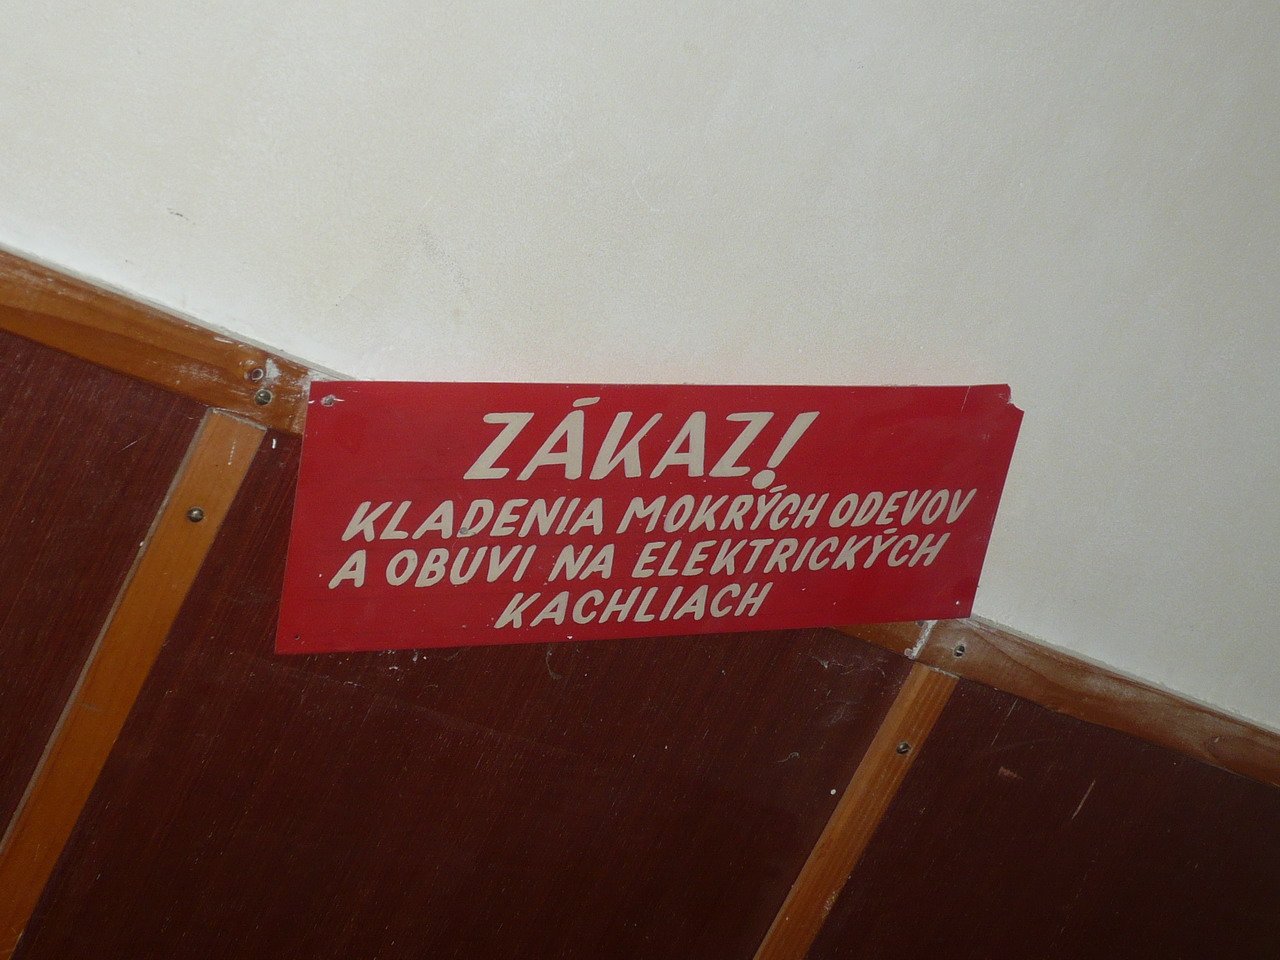 ZÁKAZ!
KLADENIA MOKRÝCH ODEVOV
A OBUVI NA ELEKTRICKÝCH
KACHLIACH